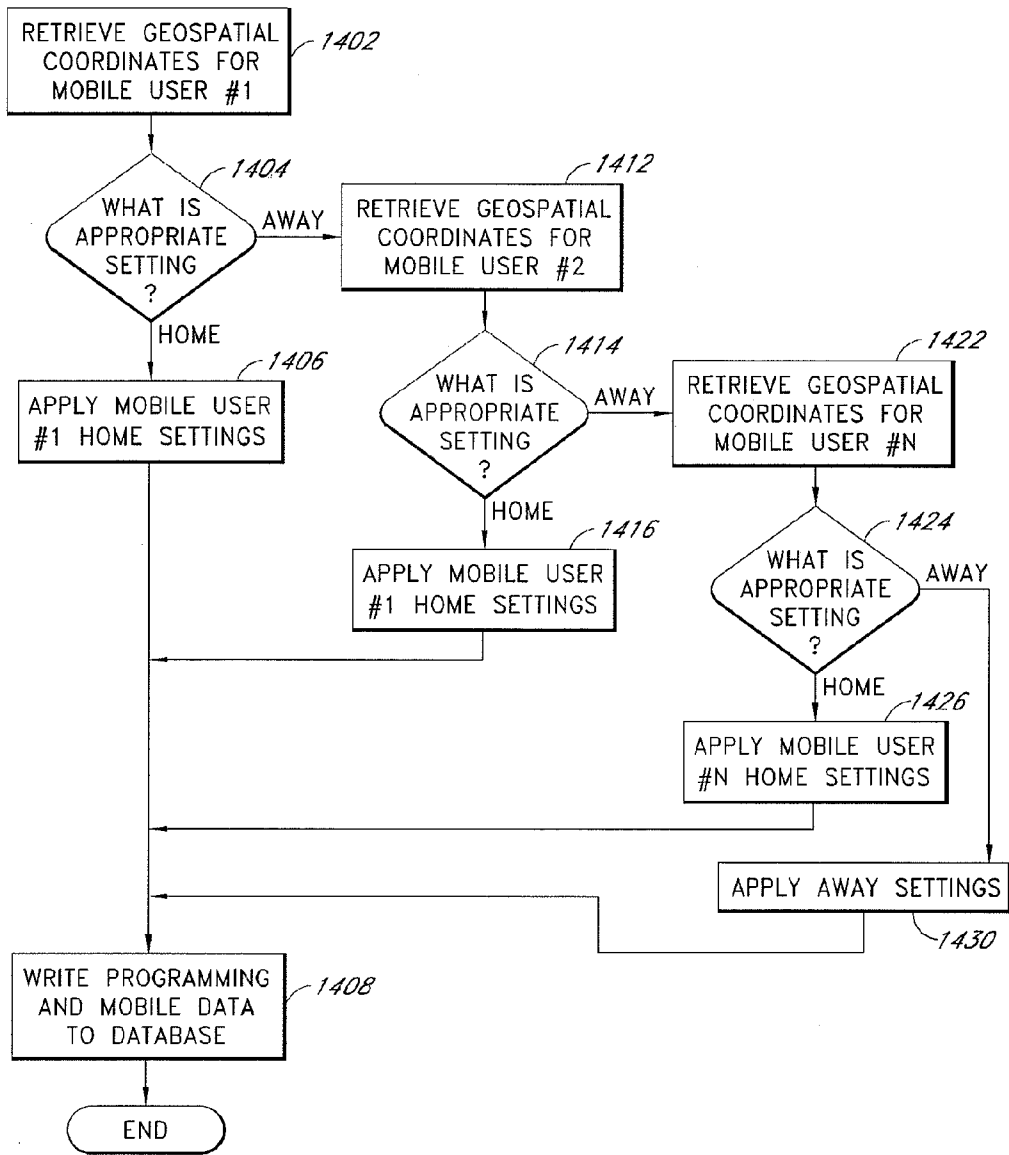 RETRIEVE GEOSPATIAL
COORDINATES FOR
MOBILE USER #1
1402
1404
WHAT IS
APPROPRIATE
SETTING
?
AWAY
HOME
1412
RETRIEVE GEOSPATIAL
COORDINATES FOR
MOBILE USER #2
1406
APPLY MOBILE USER
#1 HOME SETTINGS
1414
WHAT IS
APPROPRIATE
SETTING
?
AWAY
HOME
1422
RETRIEVE GEOSPATIAL
COORDINATES FOR
MOBILE USER #N
1416
APPLY MOBILE USER
#1 HOME SETTINGS
1424
WHAT IS
APPROPRIATE
SETTING
?
AWAY
HOME
1426
APPLY MOBILE USER
#N HOME SETTINGS
APPLY AWAY SETTINGS
1430
WRITE PROGRAMMING
AND MOBILE DATA
TO DATABASE
1408
END